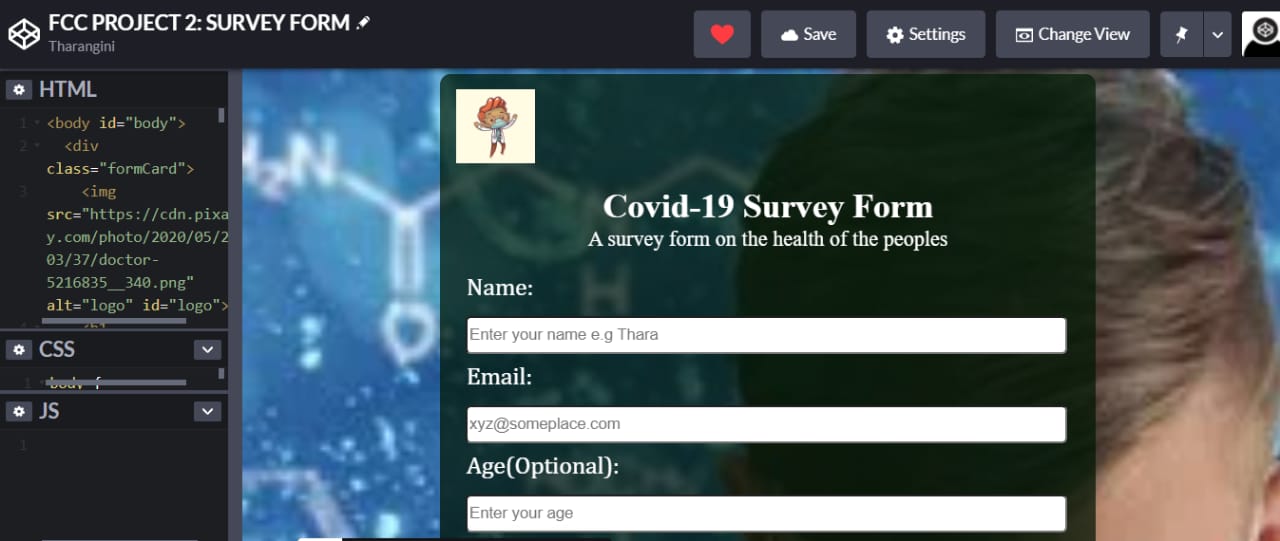 FCC PROJECT 2: SURVEY FORM
Tharangini
Save
Settings
Change View
HTML
1 <body id="body">
2 <div
class="formCard">
3 <img
src="https://cdn.pixa
y.com/photo/2020/05/2
03/37/doctor-
5216835__340.png"
alt="logo" id="logo">
CSS
1 body {
JS
1
N
O
H
Covid-19 Survey Form
A survey form on the health of the peoples
Name:
Enter your name e.g Thara
Email:
xyz@someplace.com
Age(Optional):
Enter your age